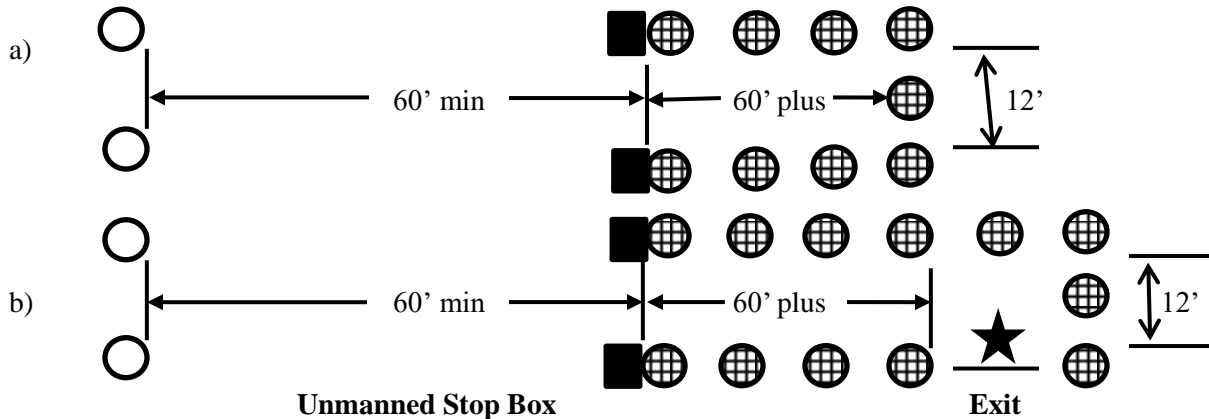 a)
60’ min
60’ plus
12’
b)
60’ min
60’ plus
12’
Unmanned Stop Box
Exit